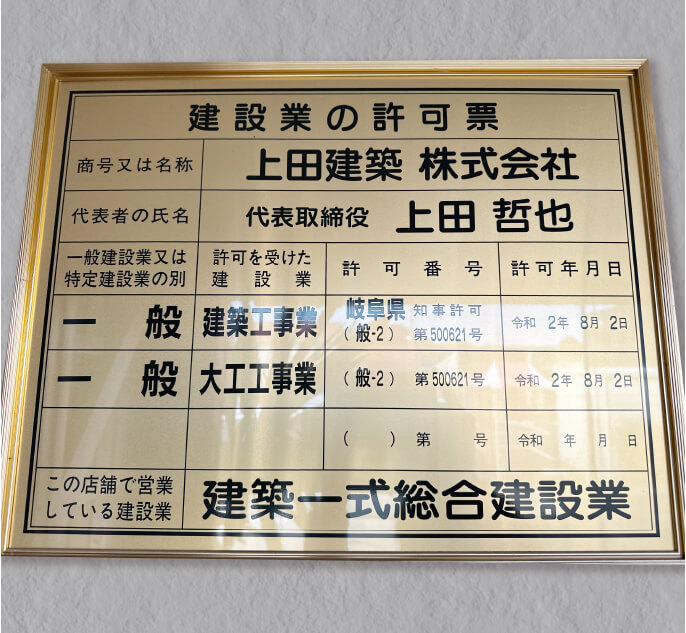 建設業の許可票
商号又は名称 上田建築 株式会社
代表者の氏名 代表取締役 上田 哲也
一般建設業又は 許可を受けた 許可番号 許可年月日
特定建設業の別 建設業
一般 建築工事業 岐阜県 知事許可 令和 2年 8月 2日
(般-2) 第500621号
一般 大工工事業 (般-2) 第500621号 令和 2年 8月 2日
( ) 第 号 令和 年 月 日
この店舗で営業 建築一式総合建設業
している建設業